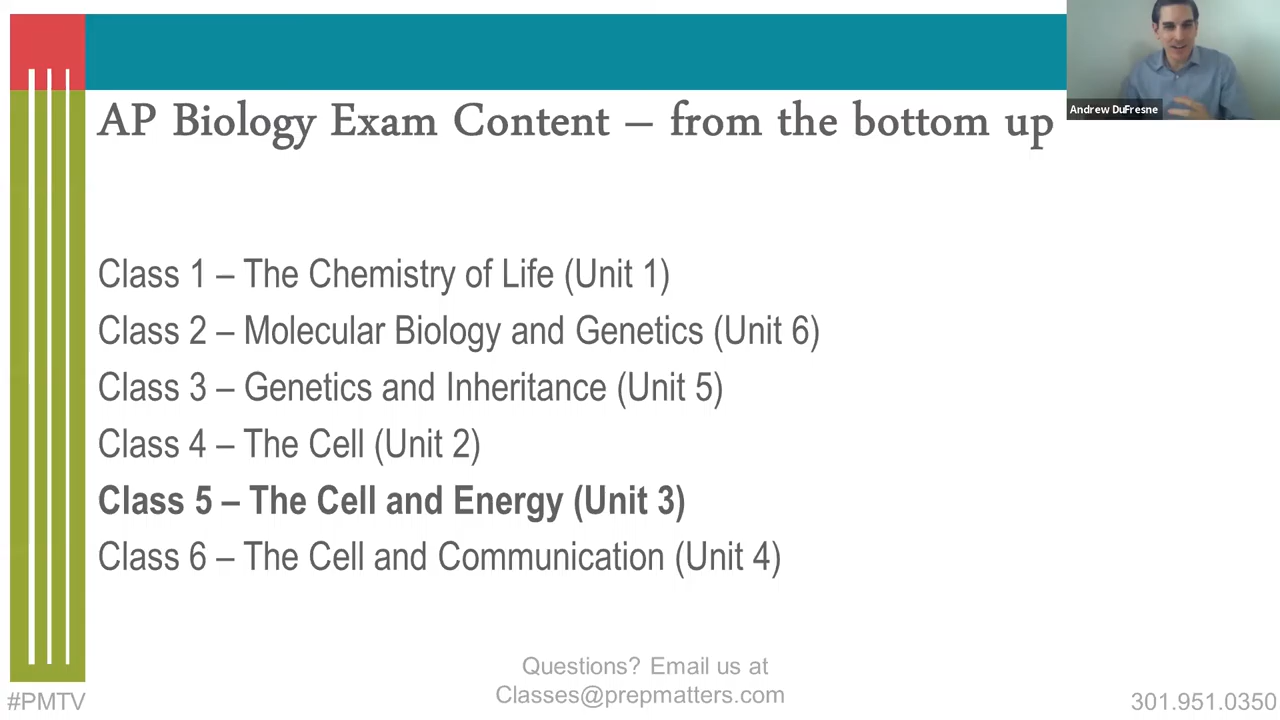 Andrew DuFresne
AP Biology Exam Content – from the bottom up
Class 1 – The Chemistry of Life (Unit 1)
Class 2 – Molecular Biology and Genetics (Unit 6)
Class 3 – Genetics and Inheritance (Unit 5)
Class 4 – The Cell (Unit 2)
Class 5 – The Cell and Energy (Unit 3)
Class 6 – The Cell and Communication (Unit 4)
Questions? Email us at
Classes@prepmatters.com
#PMTV
301.951.0350